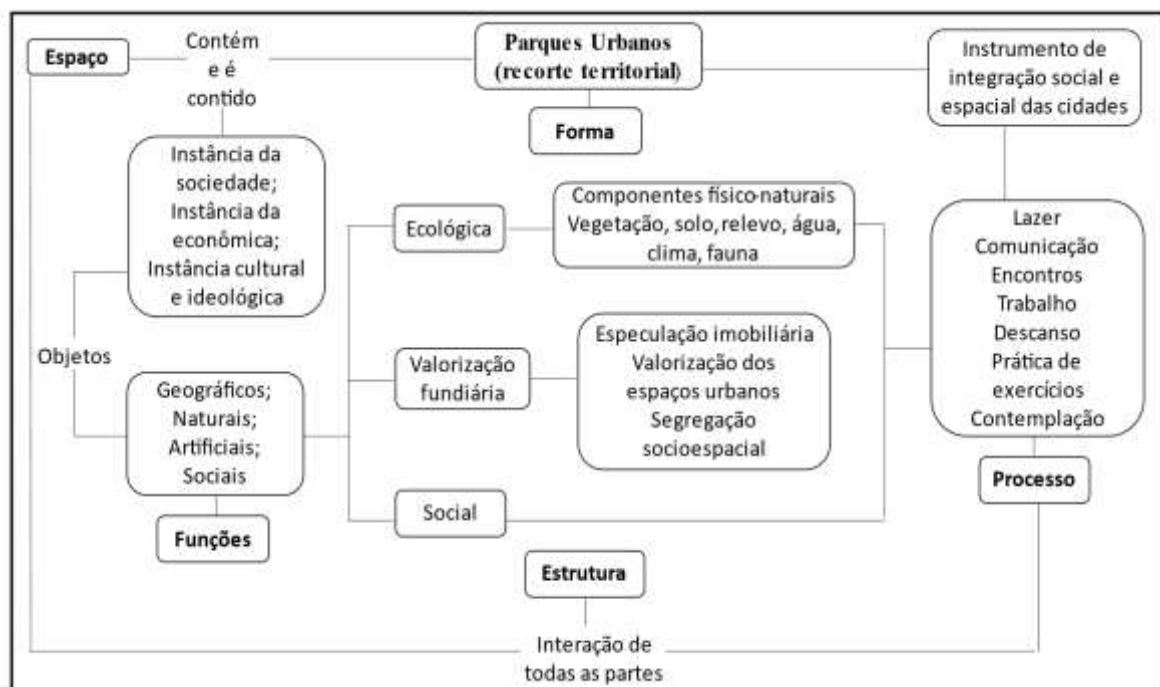 Espaço
Contém
e é
contido
Parques Urbanos
(recorte territorial)
Forma
Instrumento de
integração social e
espacial das cidades
Instância da
sociedade;
Instância da
econômica;
Instância cultural
e ideológica
Ecológica
Componentes físico-naturais
Vegetação, solo, relevo, água,
clima, fauna
Lazer
Comunicação
Encontros
Trabalho
Descanso
Prática de
exercícios
Contemplação
Objetos
Geográficos;
Naturais;
Artificiais;
Sociais
Valorização
fundiária
Especulação imobiliária
Valorização dos
espaços urbanos
Segregação
socioespacial
Processo
Social
Funções
Estrutura
Interação de
todas as partes